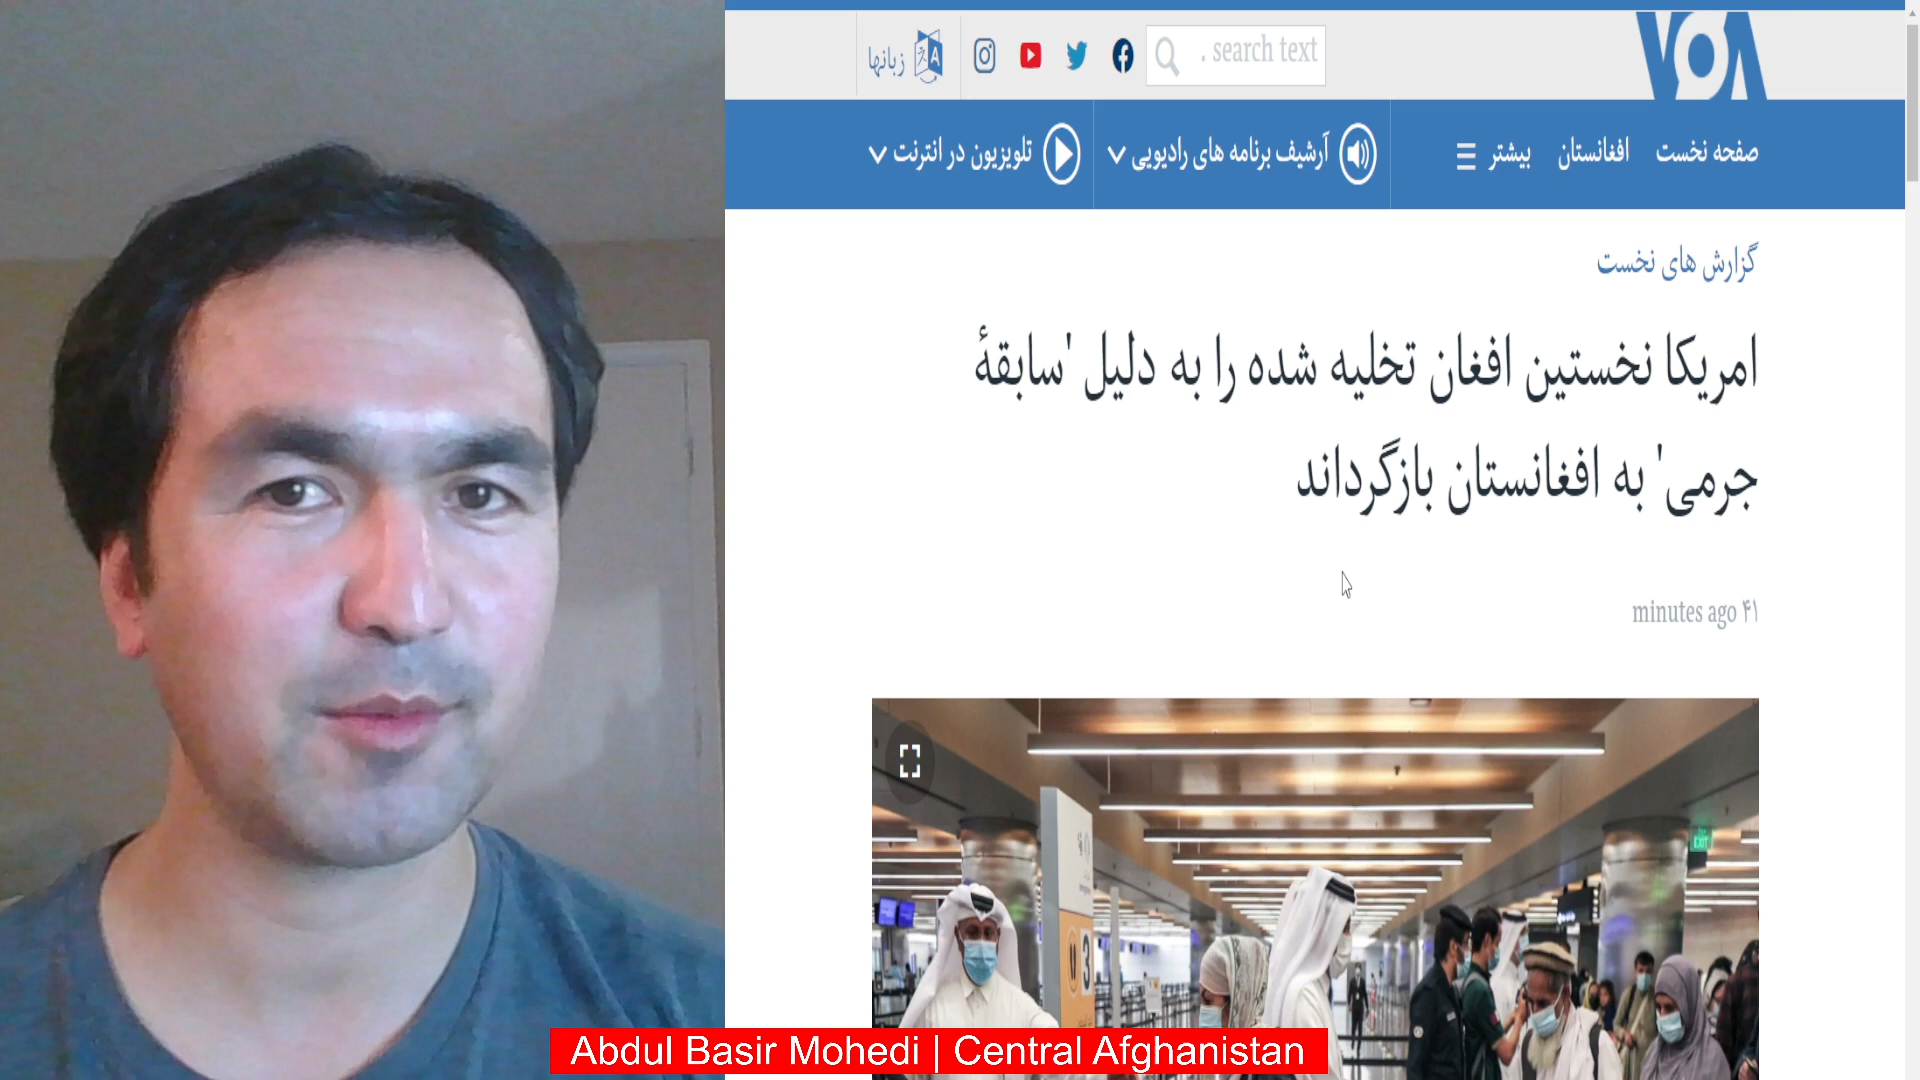 VOA
search text .
زبانها
صفحه نخست
افغانستان
بیشتر
آرشیف برنامه های رادیویی
تلویزیون در انترنت
گزارش های نخست
امریکا نخستین افغان تخلیه شده را به دلیل 'سابقهٔ
جرمی' به افغانستان بازگرداند
۴۱ minutes ago
EXIT
3
Abdul Basir Mohedi | Central Afghanistan